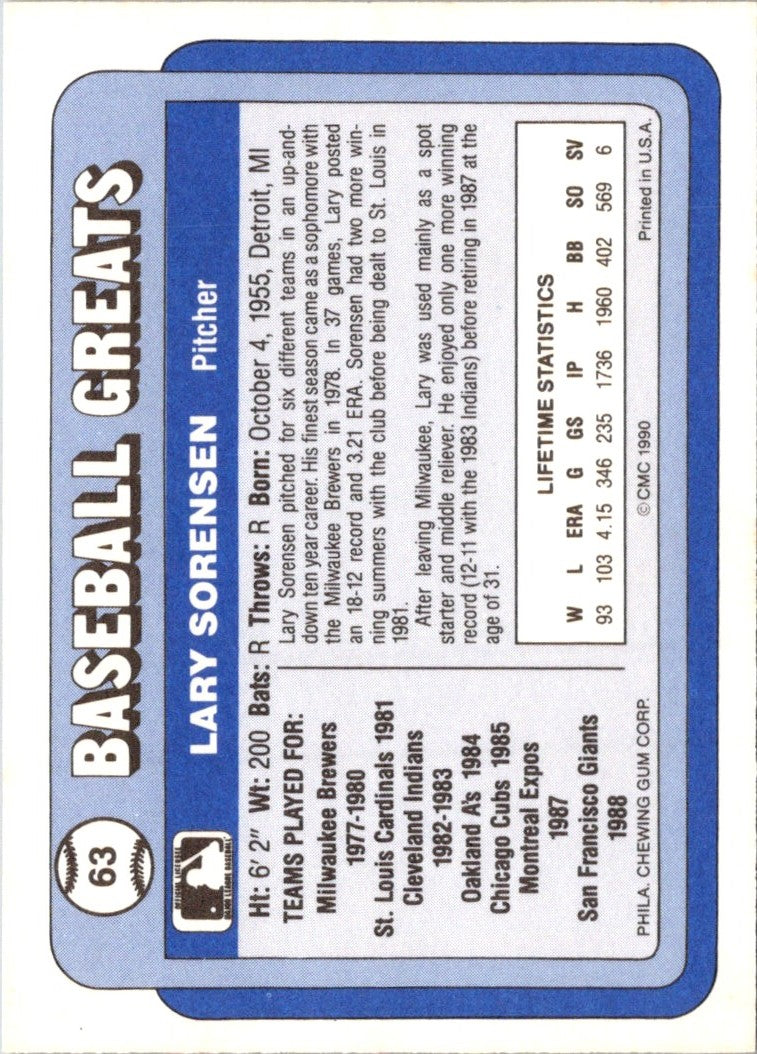 63
BASEBALL GREATS
OFFICIAL LICENSEE
MAJOR LEAGUE BASEBALL
LARY SORENSEN Pitcher
Ht: 6' 2" Wt: 200 Bats: R Throws: R Born: October 4, 1955, Detroit, MI
TEAMS PLAYED FOR:
Milwaukee Brewers
1977-1980
St. Louis Cardinals 1981
Cleveland Indians
1982-1983
Oakland A's 1984
Chicago Cubs 1985
Montreal Expos
1987
San Francisco Giants
1988
Lary Sorensen pitched for six different teams in an up-and-
down ten year career. His finest season came as a sophomore with
the Milwaukee Brewers in 1978. In 37 games, Lary posted
an 18-12 record and 3.21 ERA. Sorensen had two more win-
ning summers with the club before being dealt to St. Louis in
1981.
After leaving Milwaukee, Lary was used mainly as a spot
starter and middle reliever. He enjoyed only one more winning
record (12-11 with the 1983 Indians) before retiring in 1987 at the
age of 31.
LIFETIME STATISTICS
W L ERA G GS IP H BB SO SV
93 103 4.15 346 235 1736 1960 402 569 6
PHILA. CHEWING GUM CORP. © CMC 1990 Printed in U.S.A.